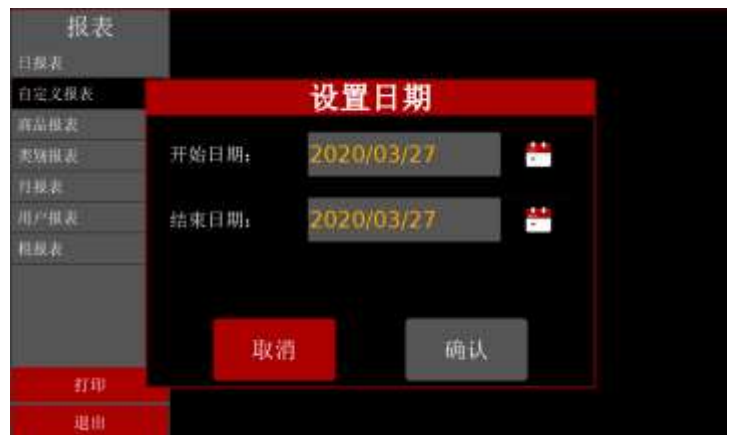 报表
日报表
自定义报表
商品报表
类别报表
月报表
用户报表
税报表
打印
退出
设置日期
开始日期：
2020/03/27
结束日期：
2020/03/27
取消
确认